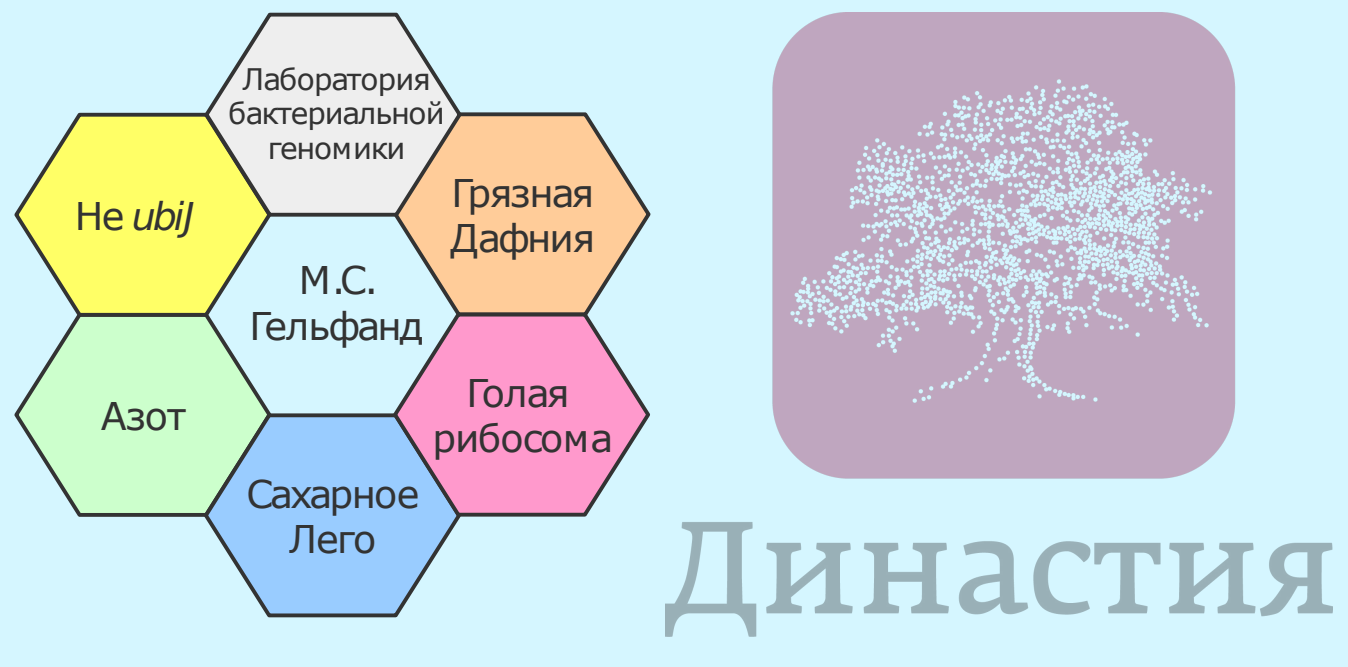 Лаборатория
бактериальной
геномики
Не ubiJ
Грязная
Дафния
М.С.
Гельфанд
Азот
Голая
рибосома
Сахарное
Лего
Династия